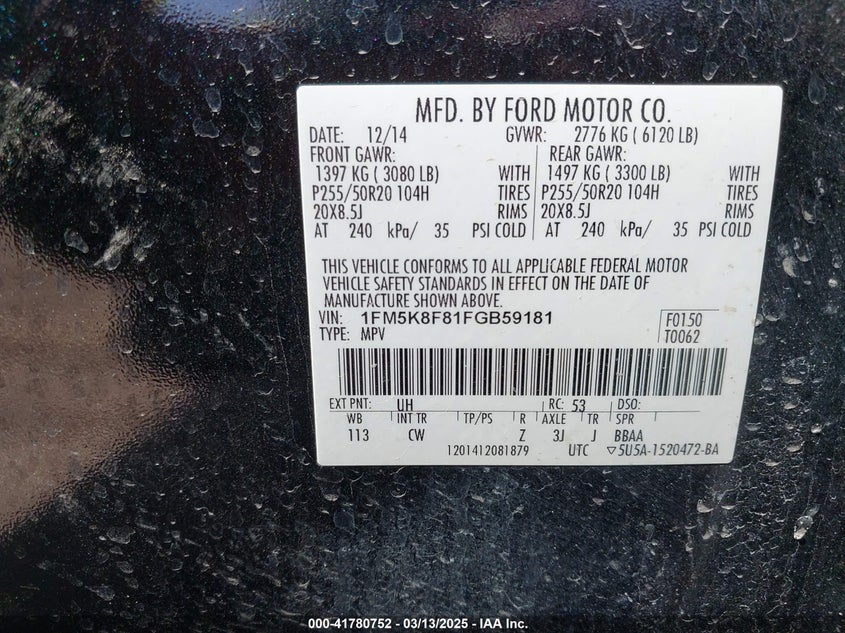 MFD. BY FORD MOTOR CO.
DATE: 12/14 GVWR: 2776 KG ( 6120 LB)
FRONT GAWR: REAR GAWR:
1397 KG ( 3080 LB) WITH 1497 KG ( 3300 LB) WITH
P255/50R20 104H TIRES P255/50R20 104H TIRES
20X8.5J RIMS 20X8.5J RIMS
AT 240 kPa/ 35 PSI COLD AT 240 kPa/ 35 PSI COLD
THIS VEHICLE CONFORMS TO ALL APPLICABLE FEDERAL MOTOR
VEHICLE SAFETY STANDARDS IN EFFECT ON THE DATE OF
MANUFACTURE SHOWN ABOVE.
VIN: 1FM5K8F81FGB59181 F0150
TYPE: MPV T0062
EXT PNT: UH RC: 53 DSO:
WB INT TR TP/PS R AXLE TR SPR
113 CW Z 3J J BBAA
1201412081879 UTC ▽5U5A-1520472-BA
000-41780752 - 03/13/2025 - IAA Inc.